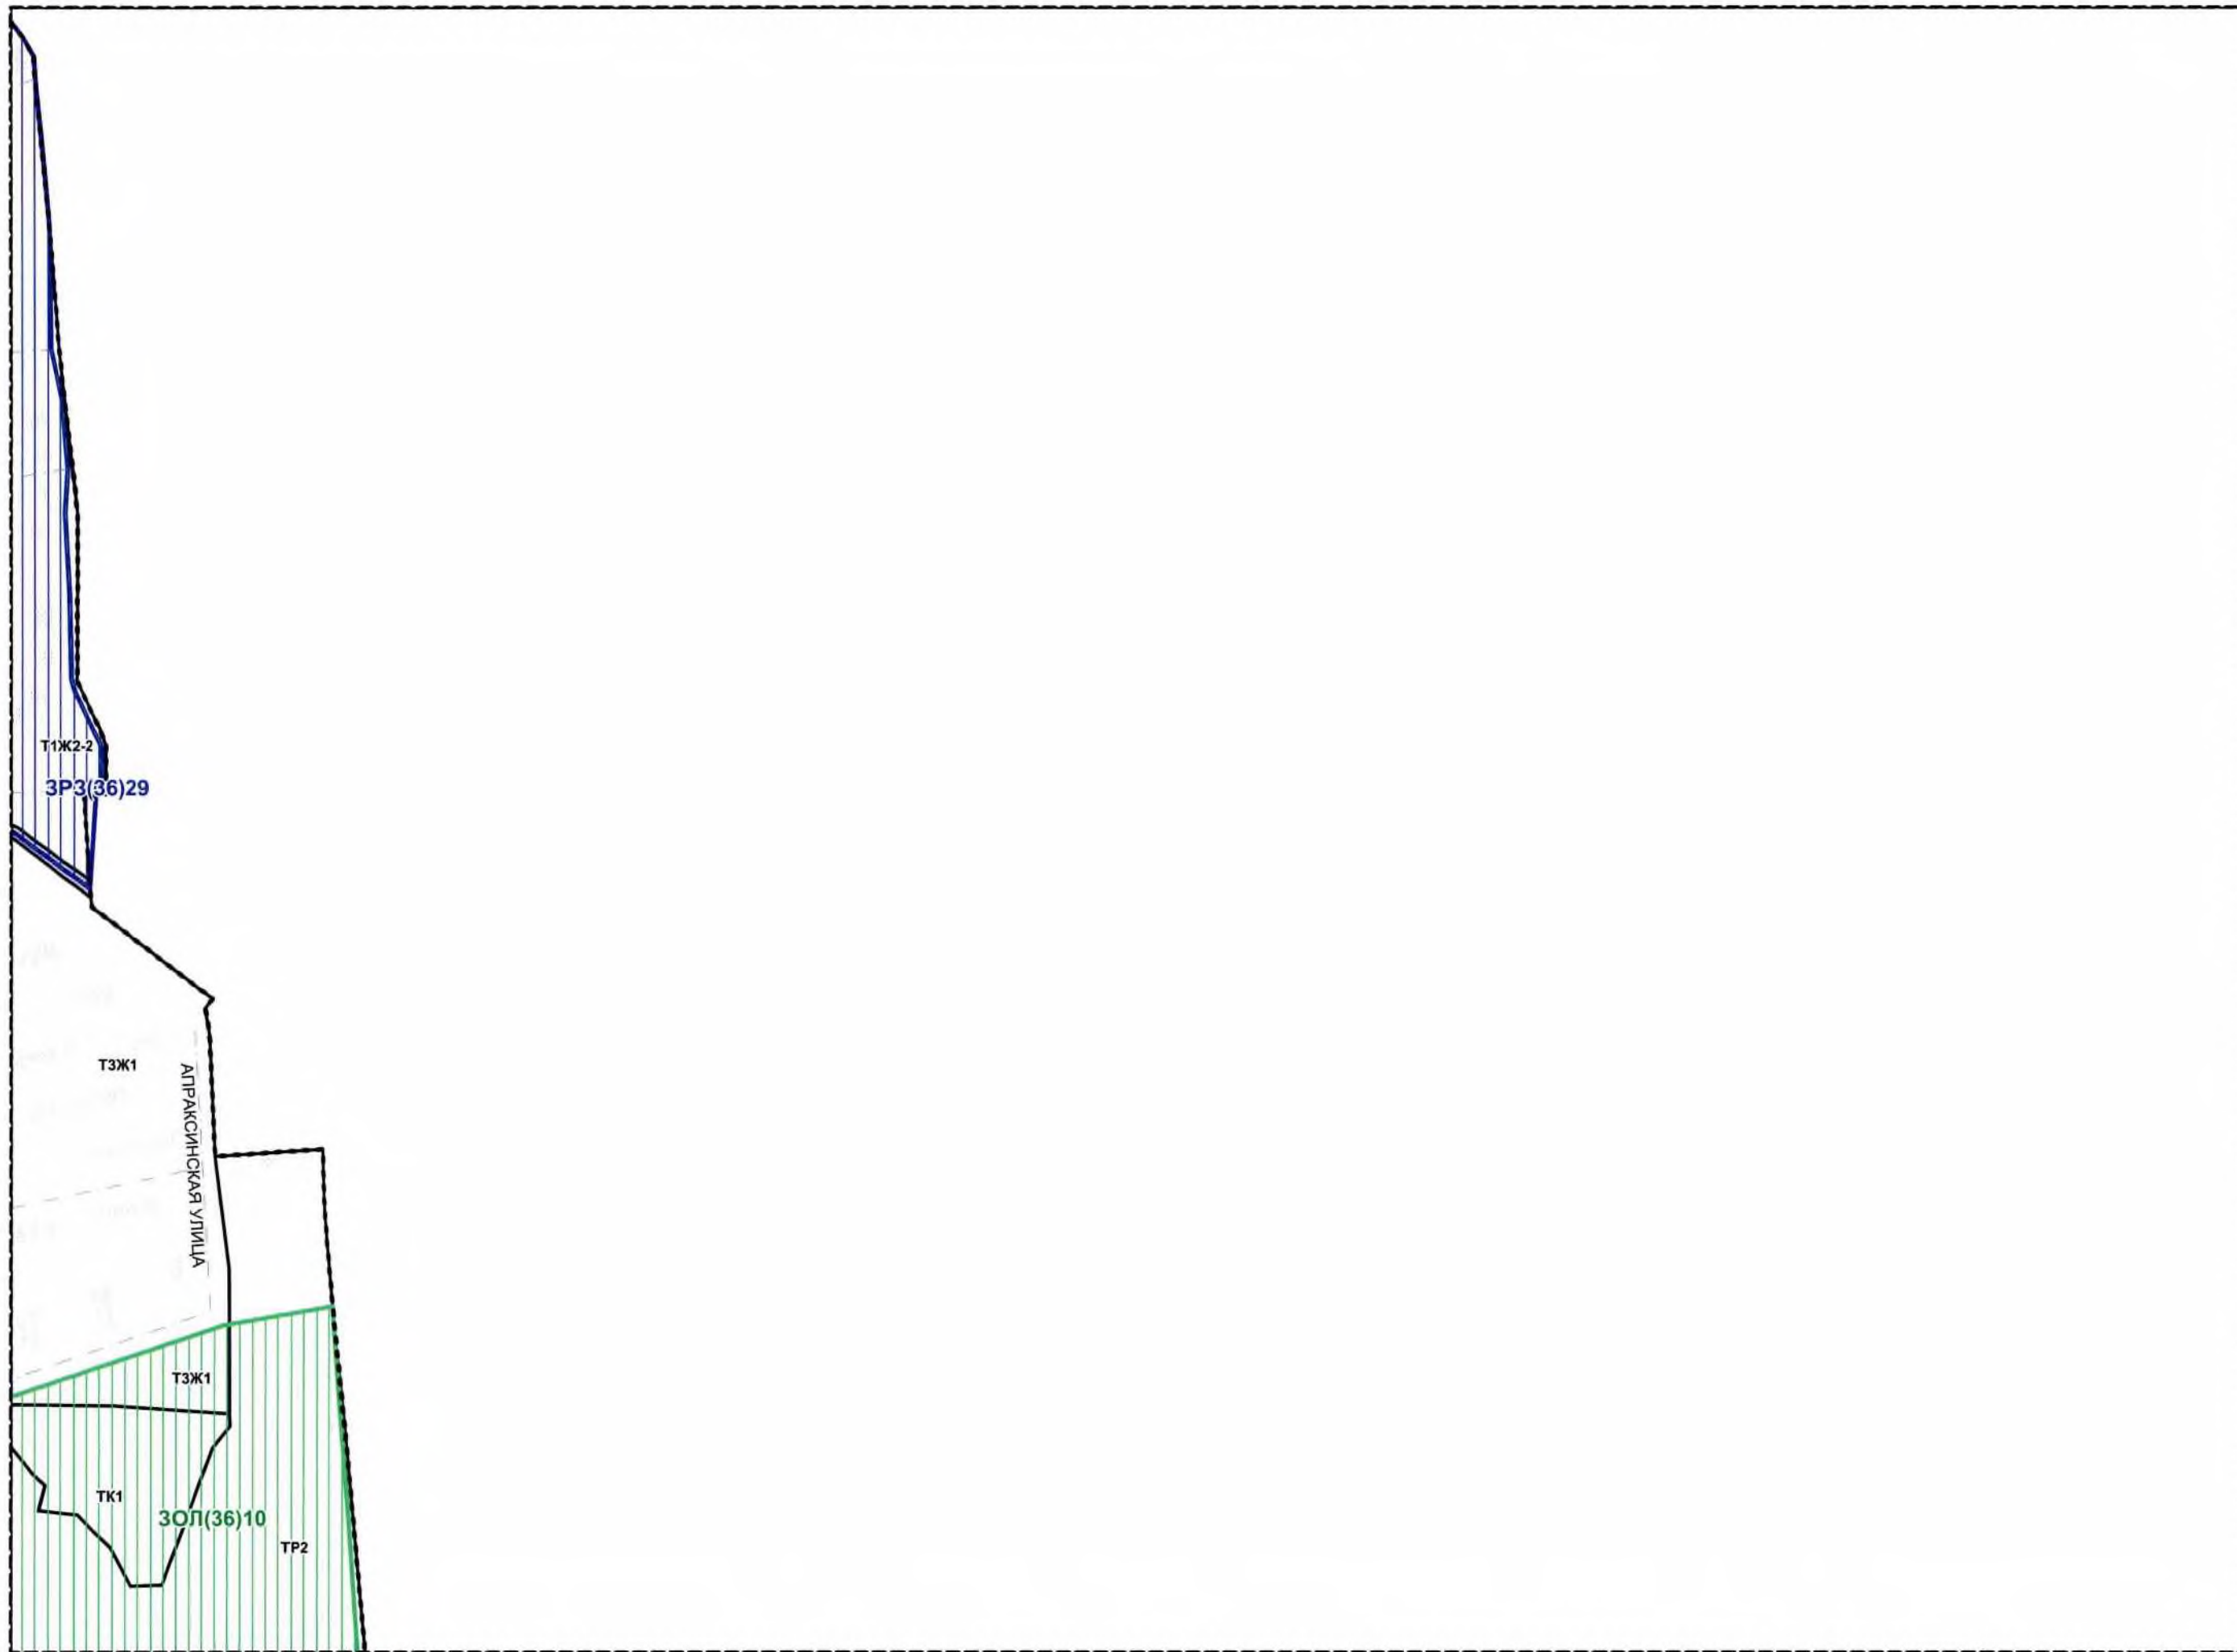 Т1Ж2-2
ЗРЗ(36)29
Т3Ж1
АПРАКСИНСКАЯ УЛИЦА
Т3Ж1
ТК1
ЗОЛ(36)10
ТР2